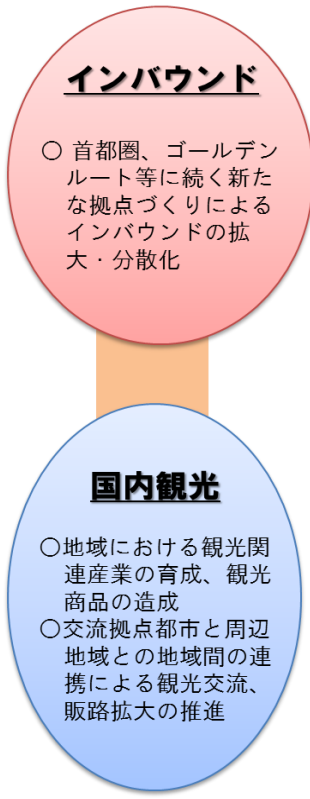 インバウンド
○ 首都圏、ゴールデン
ルート等に続く新た
な拠点づくりによる
インバウンドの拡
大・分散化
国内観光
○地域における観光関
連産業の育成、観光
商品の造成
○交流拠点都市と周辺
地域との地域間の連
携による観光交流、
販路拡大の推進